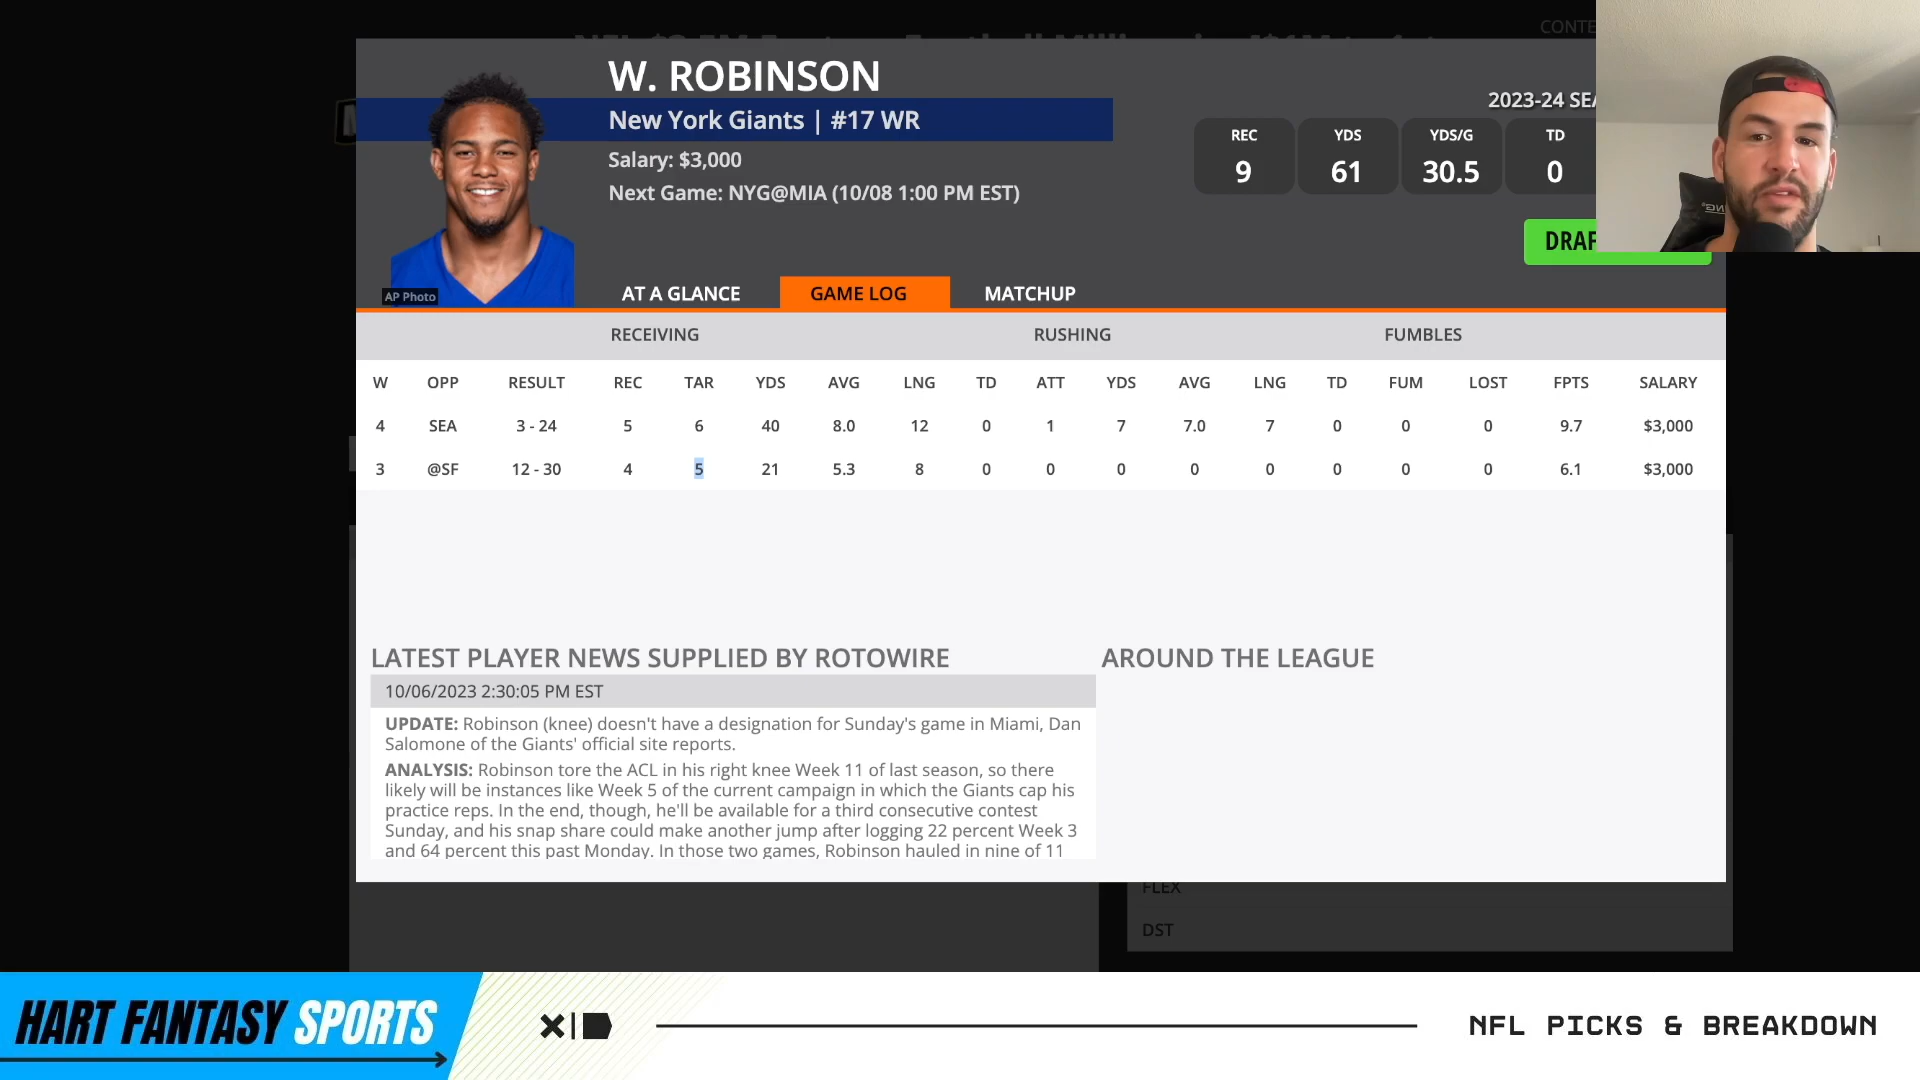 CONTE
W. ROBINSON
New York Giants | #17 WR
Salary: $3,000
Next Game: NYG@MIA (10/08 1:00 PM EST)
2023-24 SEA
REC YDS YDS/G TD
9 61 30.5 0
DRAF
AP Photo
AT A GLANCE GAME LOG MATCHUP
RECEIVING RUSHING FUMBLES
W OPP RESULT REC TAR YDS AVG LNG TD ATT YDS AVG LNG TD FUM LOST FPTS SALARY
4 SEA 3 - 24 5 6 40 8.0 12 0 1 7 7.0 7 0 0 0 9.7 $3,000
3 @SF 12 - 30 4 5 21 5.3 8 0 0 0 0 0 0 0 0 6.1 $3,000
LATEST PLAYER NEWS SUPPLIED BY ROTOWIRE
10/06/2023 2:30:05 PM EST
UPDATE: Robinson (knee) doesn't have a designation for Sunday's game in Miami, Dan
Salomone of the Giants' official site reports.
ANALYSIS: Robinson tore the ACL in his right knee Week 11 of last season, so there
likely will be instances like Week 5 of the current campaign in which the Giants cap his
practice reps. In the end, though, he'll be available for a third consecutive contest
Sunday, and his snap share could make another jump after logging 22 percent Week 3
and 64 percent this past Monday. In those two games, Robinson hauled in nine of 11
AROUND THE LEAGUE
FLEX
DST
HART FANTASY SPORTS
NFL PICKS & BREAKDOWN